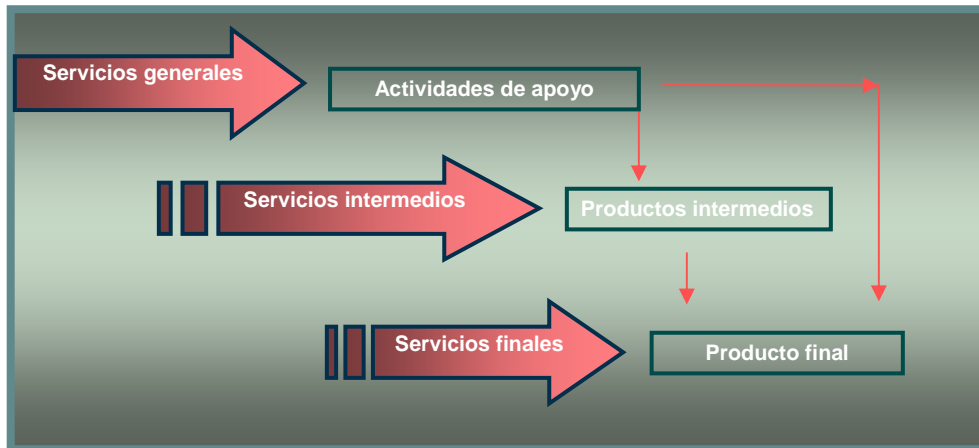 Servicios generales
Actividades de apoyo
Servicios intermedios
Productos intermedios
Servicios finales
Producto final